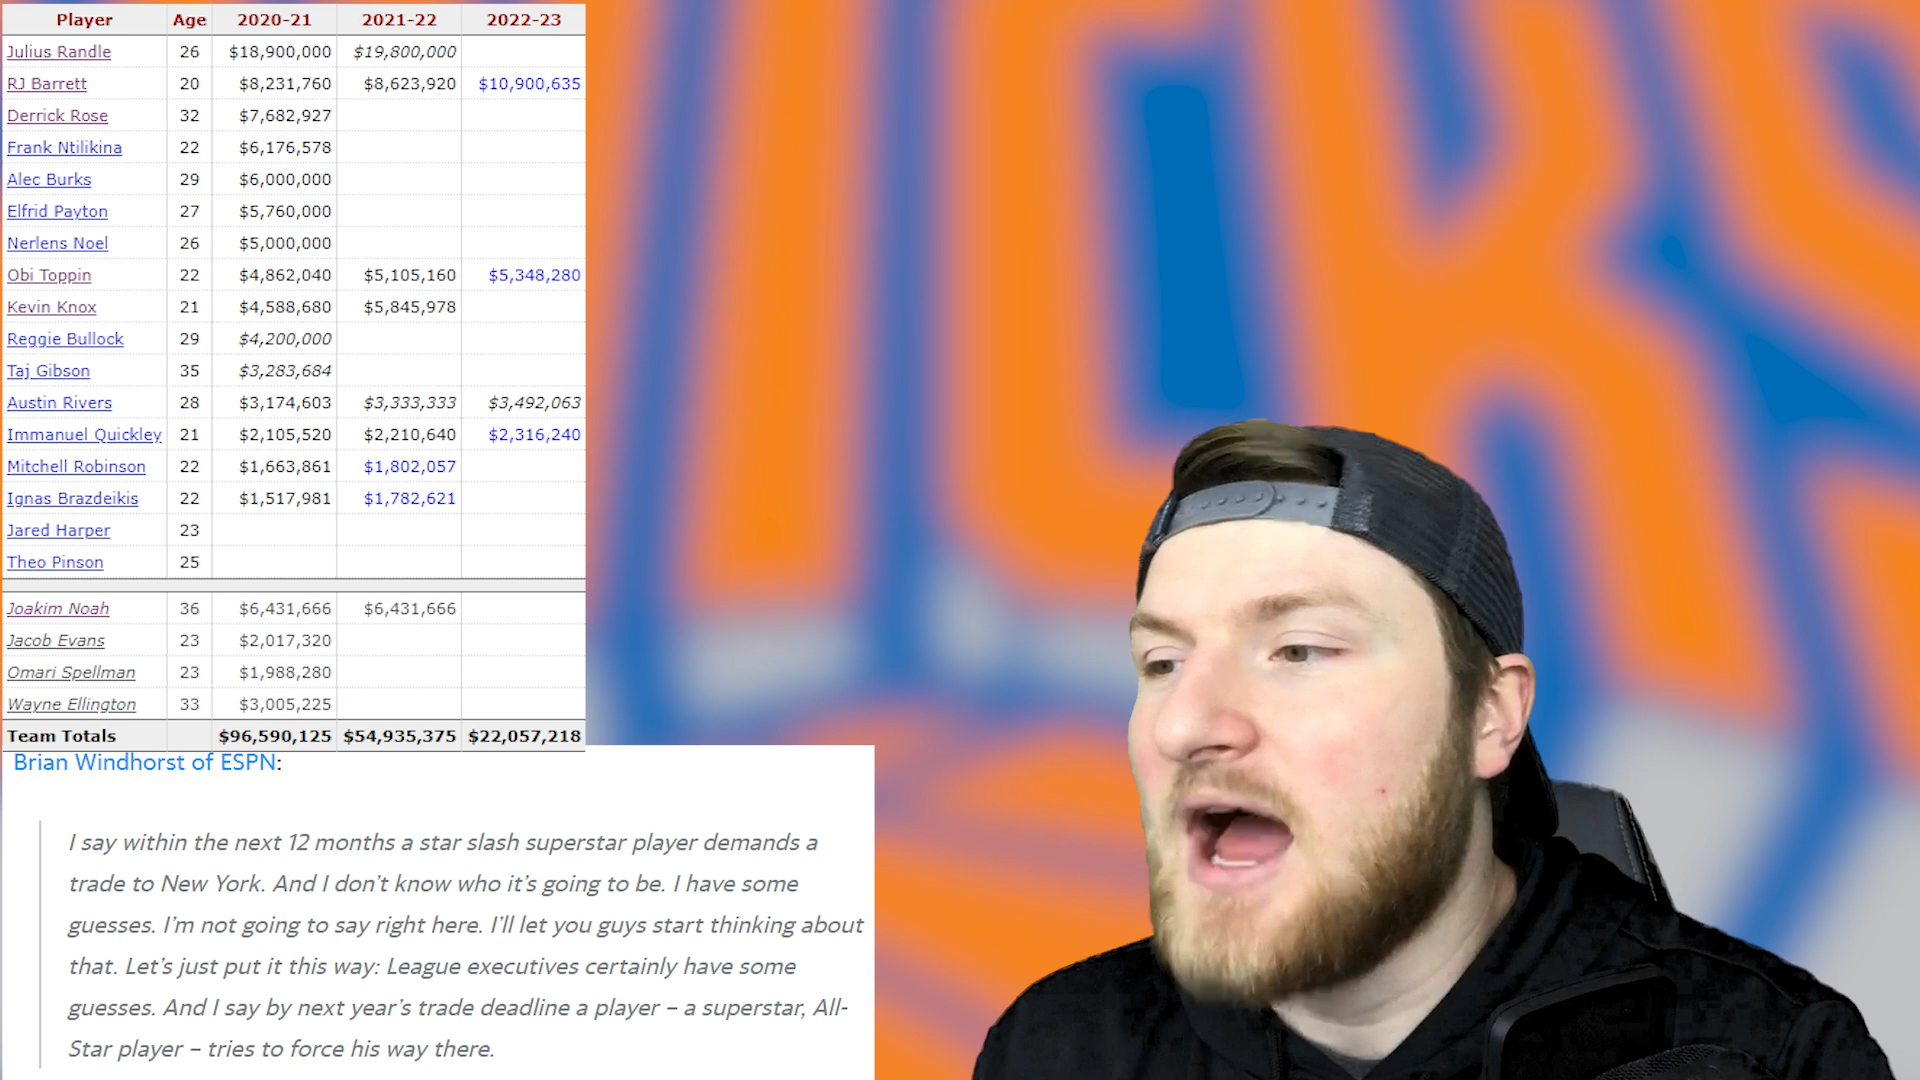 Player Age 2020-21 2021-22 2022-23
Julius Randle 26 $18,900,000 $19,800,000
RJ Barrett 20 $8,231,760 $8,623,920 $10,900,635
Derrick Rose 32 $7,682,927
Frank Ntilikina 22 $6,176,578
Alec Burks 29 $6,000,000
Elfrid Payton 27 $5,760,000
Nerlens Noel 26 $5,000,000
Obi Toppin 22 $4,862,040 $5,105,160 $5,348,280
Kevin Knox 21 $4,588,680 $5,845,978
Reggie Bullock 29 $4,200,000
Taj Gibson 35 $3,283,684
Austin Rivers 28 $3,174,603 $3,333,333 $3,492,063
Immanuel Quickley 21 $2,105,520 $2,210,640 $2,316,240
Mitchell Robinson 22 $1,663,861 $1,802,057
Ignas Brazdeikis 22 $1,517,981 $1,782,621
Jared Harper 23
Theo Pinson 25
Joakim Noah 36 $6,431,666 $6,431,666
Jacob Evans 23 $2,017,320
Omari Spellman 23 $1,988,280
Wayne Ellington 33 $3,005,225
Team Totals $96,590,125 $54,935,375 $22,057,218
Brian Windhorst of ESPN:
I say within the next 12 months a star slash superstar player demands a
trade to New York. And I don’t know who it’s going to be. I have some
guesses. I’m not going to say right here. I’ll let you guys start thinking about
that. Let’s just put it this way: League executives certainly have some
guesses. And I say by next year’s trade deadline a player – a superstar, All-
Star player – tries to force his way there.